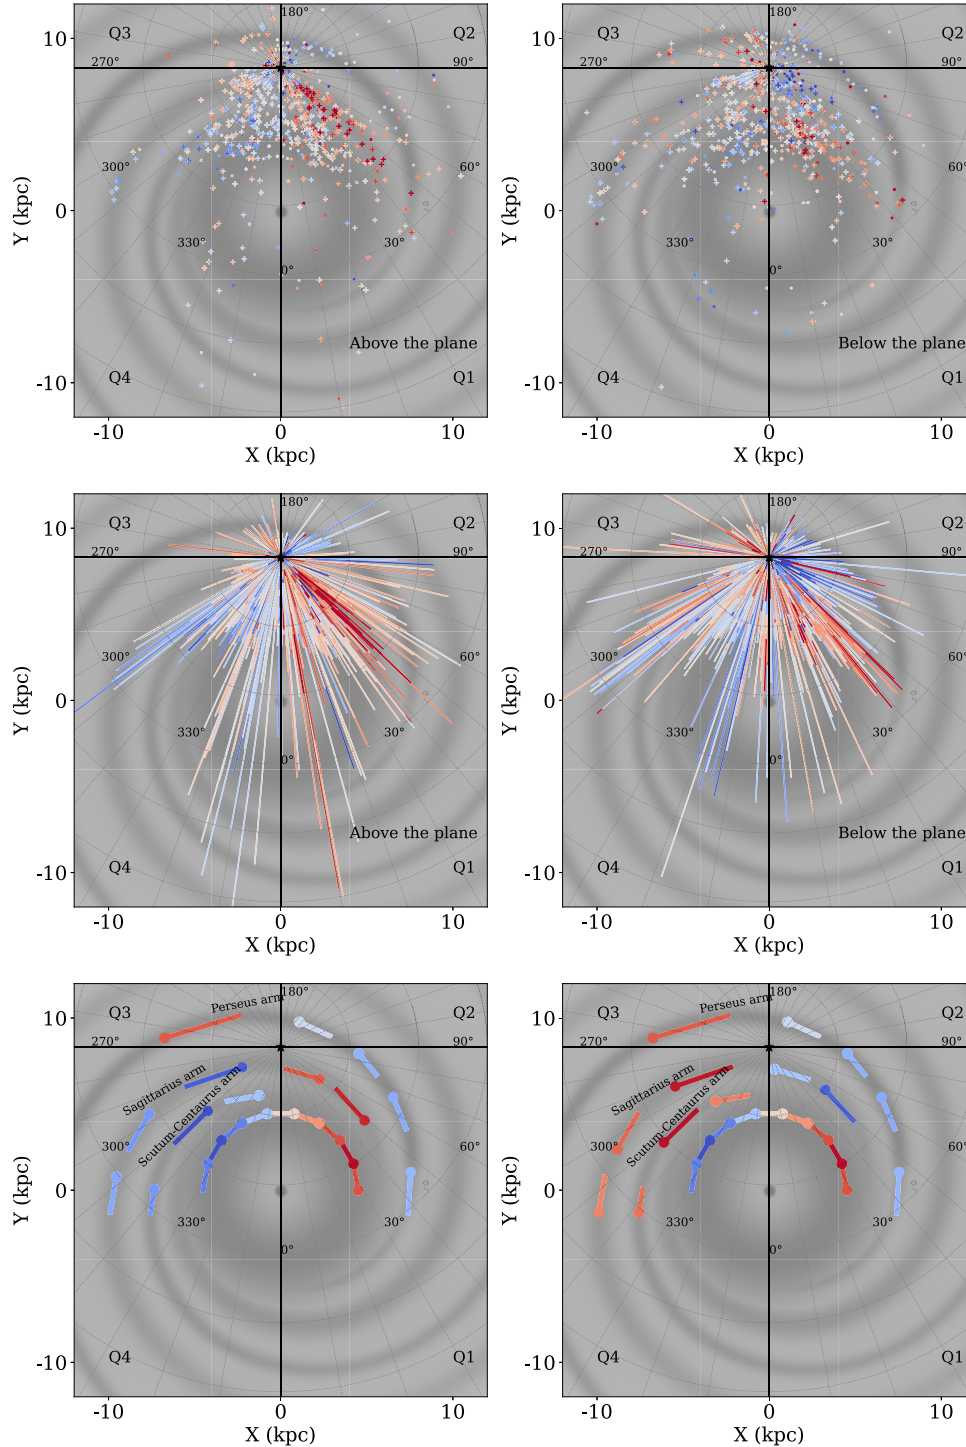 180°
Q3
Q2
10
270°
90°
300°
60°
0
330°
30°
0°
Above the plane
-10
Q4
Q1
-10
0
10
X (kpc)
Y (kpc)
180°
Q3
Q2
10
270°
90°
300°
60°
0
330°
30°
0°
Below the plane
-10
Q4
Q1
-10
0
10
X (kpc)
Y (kpc)
180°
Q3
Q2
10
270°
90°
300°
60°
0
330°
30°
0°
Above the plane
-10
Q4
Q1
-10
0
10
X (kpc)
Y (kpc)
180°
Q3
Q2
10
270°
90°
300°
60°
0
330°
30°
0°
Below the plane
-10
Q4
Q1
-10
0
10
X (kpc)
Y (kpc)
180°
Perseus arm
Q3
Q2
10
270°
90°
Sagittarius arm
Scutum-Centaurus arm
300°
60°
0
330°
30°
0°
-10
Q4
Q1
-10
0
10
X (kpc)
Y (kpc)
180°
Perseus arm
Q3
Q2
10
270°
90°
Sagittarius arm
Scutum-Centaurus arm
300°
60°
0
330°
30°
0°
-10
Q4
Q1
-10
0
10
X (kpc)
Y (kpc)